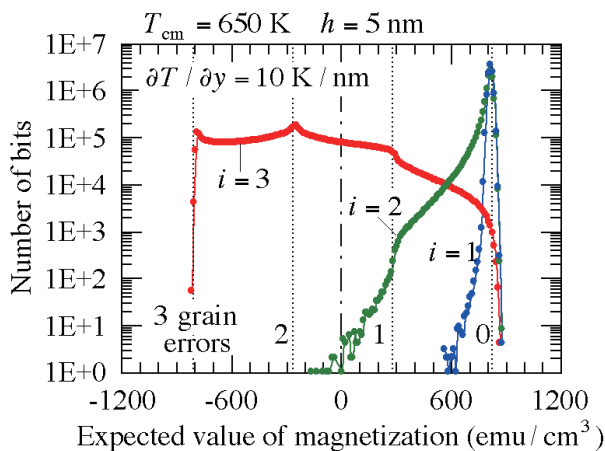 T_cm = 650 K h = 5 nm
∂T / ∂y = 10 K / nm
1E+7
1E+6
1E+5
1E+4
1E+3
1E+2
1E+1
1E+0
Number of bits
i = 3
i = 2
i = 1
3 grain
errors
2
1
0
-1200
-600
0
600
1200
Expected value of magnetization (emu / cm³)